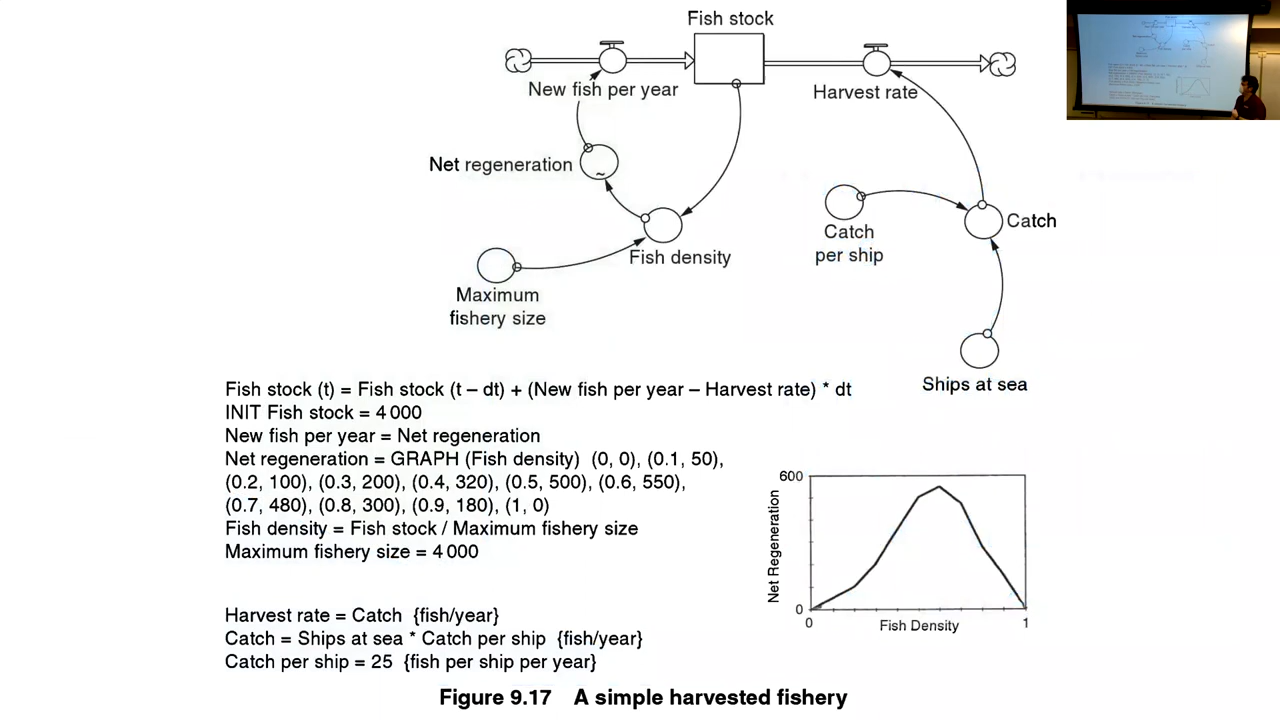 Fish stock
New fish per year
Harvest rate
Net regeneration
~
Catch
per ship
Catch
Fish density
Maximum
fishery size
Ships at sea
Fish stock (t) = Fish stock (t – dt) + (New fish per year – Harvest rate) * dt
INIT Fish stock = 4 000
New fish per year = Net regeneration
Net regeneration = GRAPH (Fish density) (0, 0), (0.1, 50),
(0.2, 100), (0.3, 200), (0.4, 320), (0.5, 500), (0.6, 550),
(0.7, 480), (0.8, 300), (0.9, 180), (1, 0)
Fish density = Fish stock / Maximum fishery size
Maximum fishery size = 4 000
600
Net Regeneration
0
0
Fish Density
1
Harvest rate = Catch {fish/year}
Catch = Ships at sea * Catch per ship {fish/year}
Catch per ship = 25 {fish per ship per year}
Figure 9.17 A simple harvested fishery